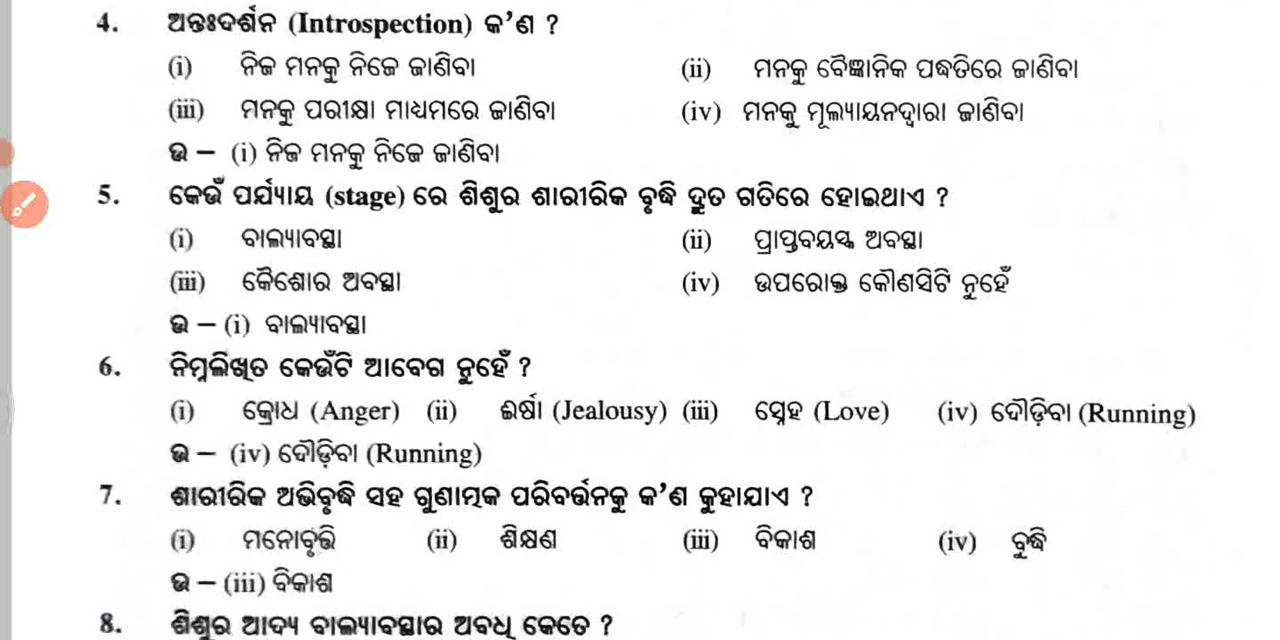 4. ଅନ୍ତଃଦର୍ଶନ (Introspection) କ’ଣ ?
(i) ନିଜ ମନକୁ ନିଜେ ଜାଣିବା (ii) ମନକୁ ବୈଜ୍ଞାନିକ ପଦ୍ଧତିରେ ଜାଣିବା
(iii) ମନକୁ ପରୀକ୍ଷା ମାଧ୍ୟମରେ ଜାଣିବା (iv) ମନକୁ ମୂଲ୍ୟାୟନଦ୍ୱାରା ଜାଣିବା
ଉ – (i) ନିଜ ମନକୁ ନିଜେ ଜାଣିବା
5. କେଉଁ ପର୍ଯ୍ୟାୟ (stage) ରେ ଶିଶୁର ଶାରୀରିକ ବୃଦ୍ଧି ଦ୍ରୁତ ଗତିରେ ହୋଇଥାଏ ?
(i) ବାଲ୍ୟାବସ୍ଥା (ii) ପ୍ରାପ୍ତବୟସ୍କ ଅବସ୍ଥା
(iii) କୈଶୋର ଅବସ୍ଥା (iv) ଉପରୋକ୍ତ କୌଣସିଟି ନୁହେଁ
ଉ – (i) ବାଲ୍ୟାବସ୍ଥା
6. ନିମ୍ନଲିଖିତ କେଉଁଟି ଆବେଗ ନୁହେଁ ?
(i) କ୍ରୋଧ (Anger) (ii) ଈର୍ଷା (Jealousy) (iii) ସ୍ନେହ (Love) (iv) ଦୌଡ଼ିବା (Running)
ଉ – (iv) ଦୌଡ଼ିବା (Running)
7. ଶାରୀରିକ ଅଭିବୃଦ୍ଧି ସହ ଗୁଣାତ୍ମକ ପରିବର୍ତ୍ତନକୁ କ’ଣ କୁହାଯାଏ ?
(i) ମନୋବୃତ୍ତି (ii) ଶିକ୍ଷଣ (iii) ବିକାଶ (iv) ବୁଦ୍ଧି
ଉ – (iii) ବିକାଶ
8. ଶିଶୁର ଆଦ୍ୟ ବାଲ୍ୟାବସ୍ଥାର ଅବଧି କେତେ ?